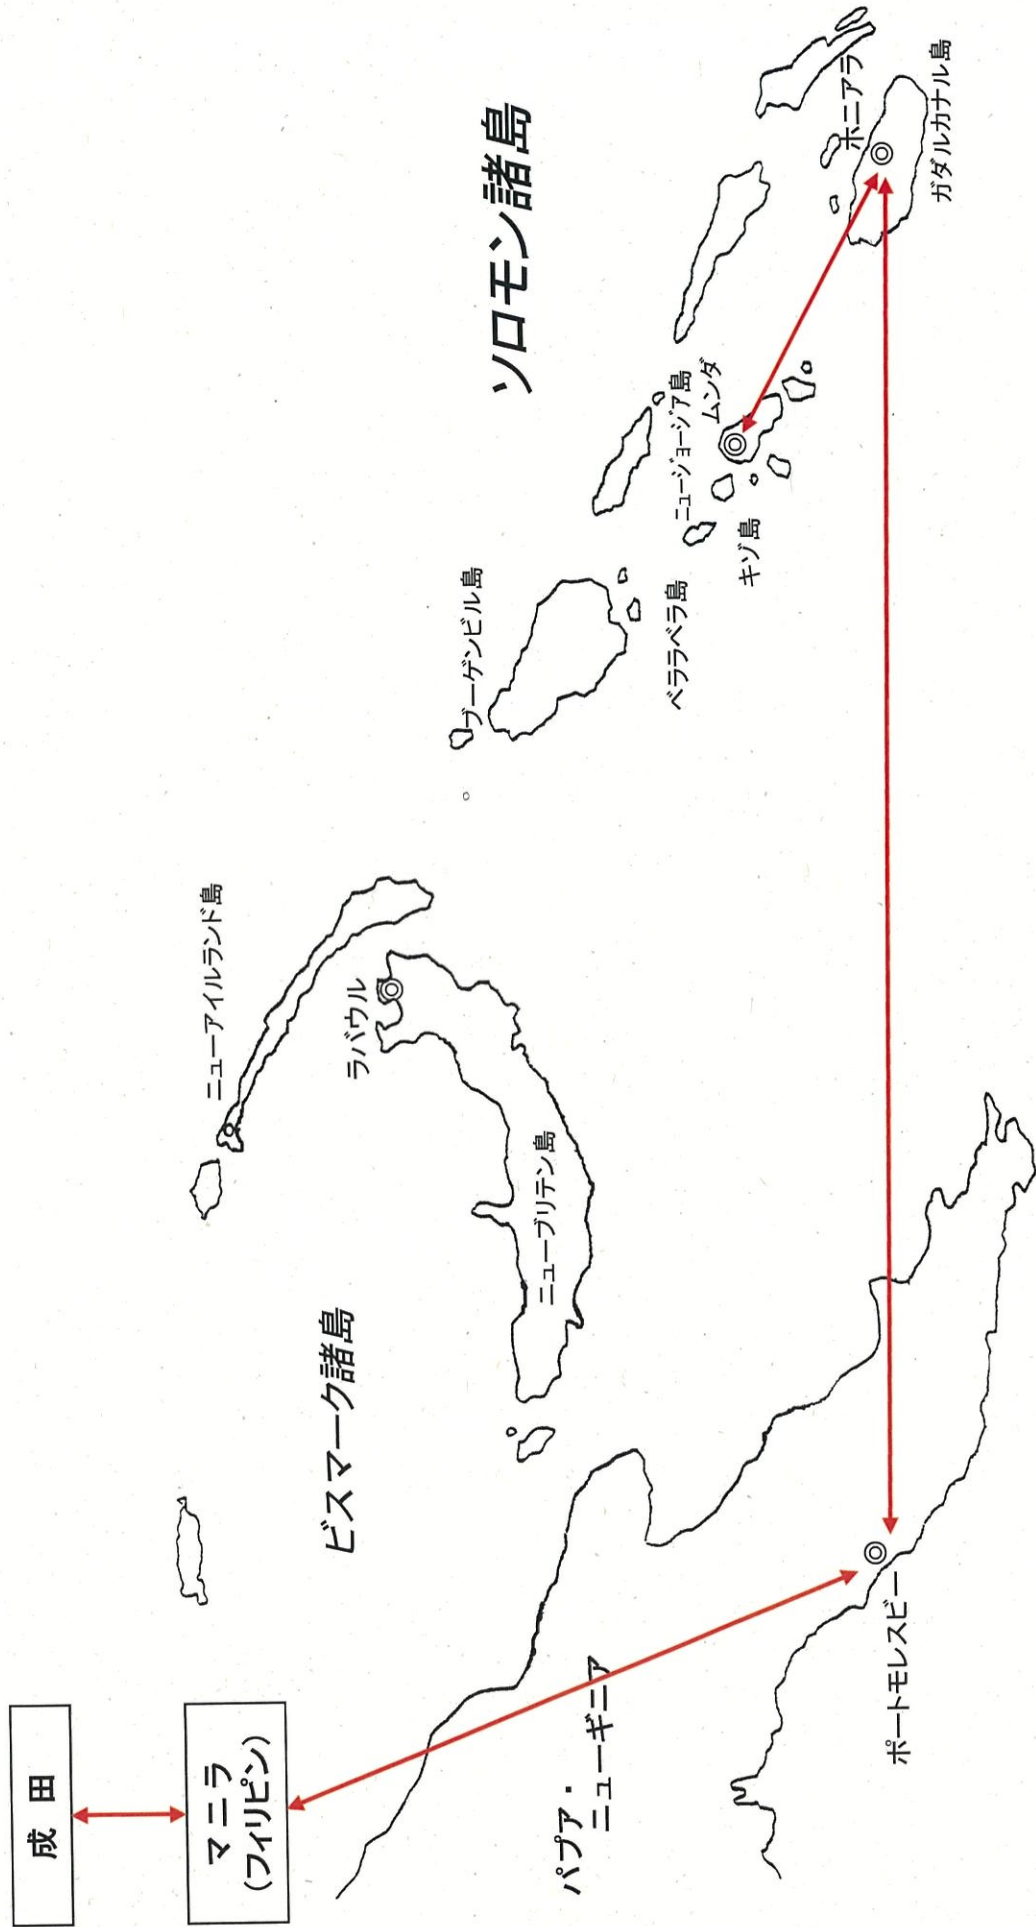 成田
マニラ
(フィリピン)
ビスマーク諸島
ニューアイルランド島
ラバウル
ニューブリテン島
パプア・
ニューギニア
ポートモレスビー
ソロモン諸島
ブーゲンビル島
ベララベラ島
ニュージョージア島
ムンダ
キゾ島
ホニアラ
ガダルカナル島